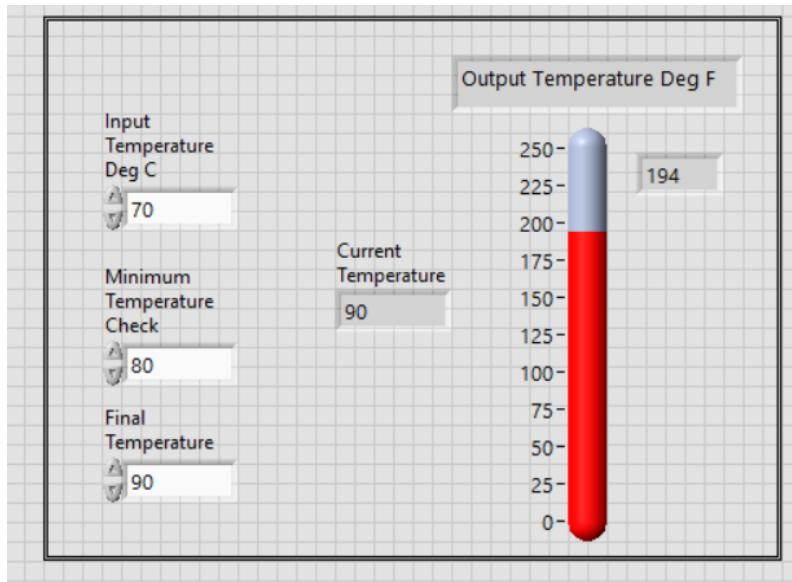 Output Temperature Deg F
Input
Temperature
Deg C
70
Minimum
Temperature
Check
80
Final
Temperature
90
Current
Temperature
90
250
225
200
175
150
125
100
75
50
25
0
194